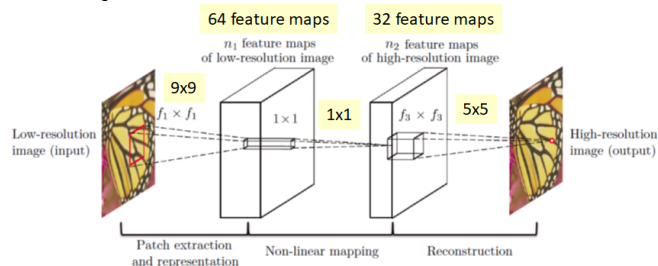 64 feature maps
32 feature maps
n₁ feature maps
of low-resolution image
n₂ feature maps
of high-resolution image
9x9
f₁ × f₁
1×1
1x1
f₃ × f₃
5x5
Low-resolution
image (input)
High-resolution
image (output)
Patch extraction
and representation
Non-linear mapping
Reconstruction